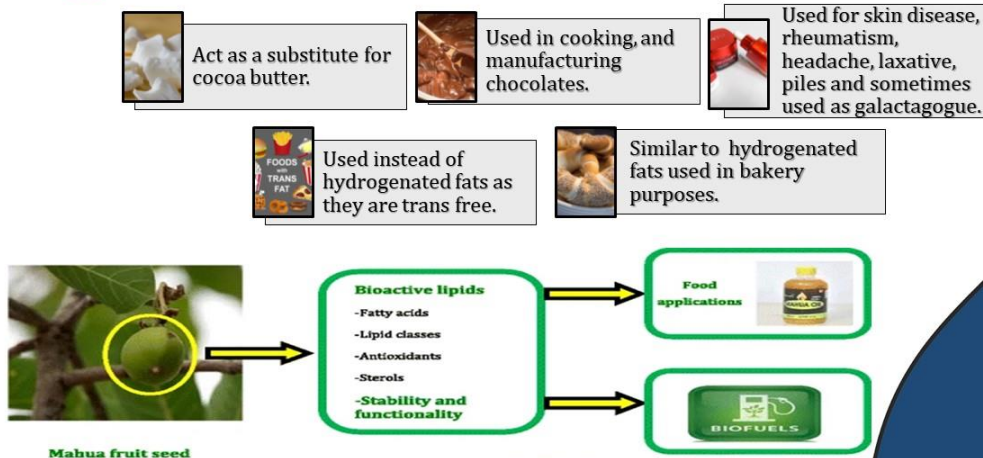 Act as a substitute for
cocoa butter.
Used in cooking, and
manufacturing
chocolates.
Used for skin disease,
rheumatism,
headache, laxative,
piles and sometimes
used as galactagogue.
FOODS
with
TRANS
FAT
Used instead of
hydrogenated fats as
they are trans free.
Similar to hydrogenated
fats used in bakery
purposes.
Bioactive lipids
-Fatty acids
-Lipid classes
-Antioxidants
-Sterols
-Stability and
functionality
Food
applications
MAHUA OIL
BIOFUELS
Mahua fruit seed